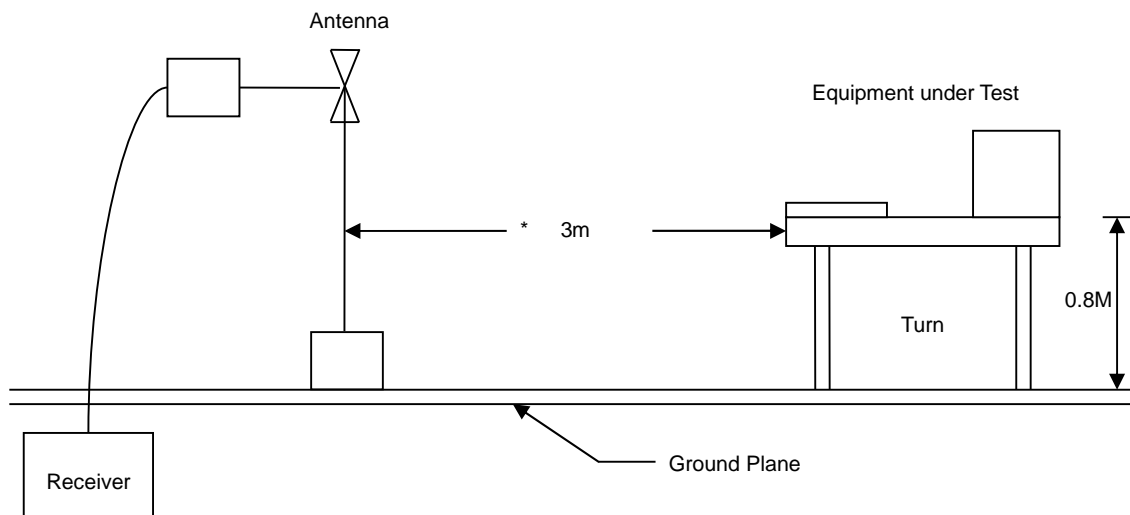 Antenna
Equipment under Test
* 3m
0.8M
Turn
Ground Plane
Receiver